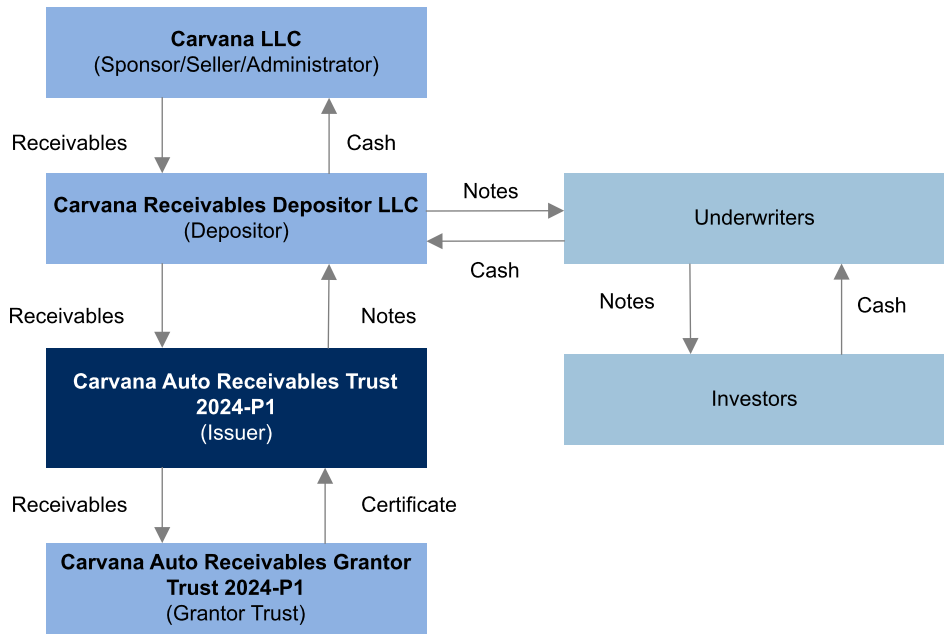 Carvana LLC
(Sponsor/Seller/Administrator)
Receivables
Cash
Carvana Receivables Depositor LLC
(Depositor)
Notes
Cash
Underwriters
Receivables
Notes
Notes
Cash
Carvana Auto Receivables Trust
2024-P1
(Issuer)
Investors
Receivables
Certificate
Carvana Auto Receivables Grantor
Trust 2024-P1
(Grantor Trust)